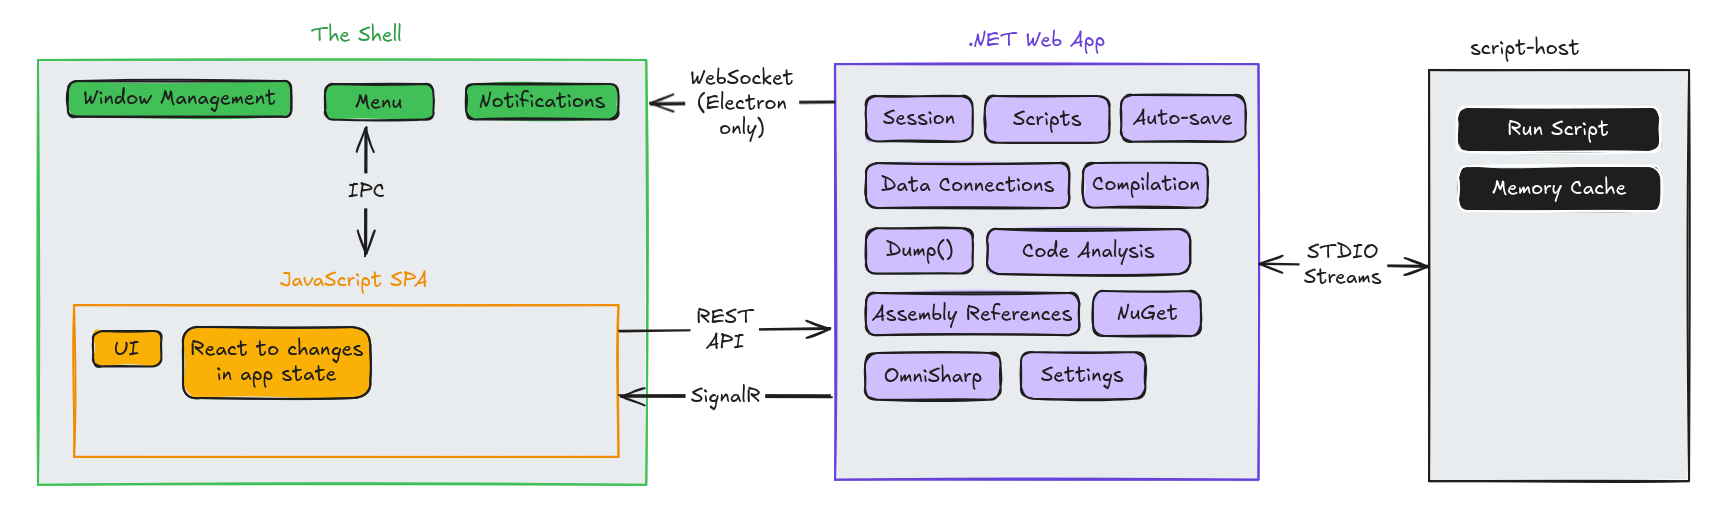 The Shell
Window Management
Menu
Notifications
IPC
JavaScript SPA
UI
React to changes
in app state
WebSocket
(Electron
only)
REST
API
SignalR
.NET Web App
Session
Scripts
Auto-save
Data Connections
Compilation
Dump()
Code Analysis
Assembly References
NuGet
OmniSharp
Settings
STDIO
Streams
script-host
Run Script
Memory Cache